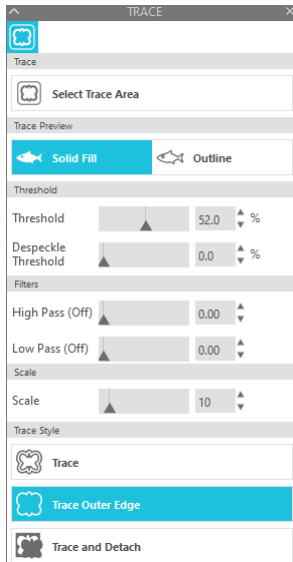 TRACE
Trace
Select Trace Area
Trace Preview
Solid Fill
Outline
Threshold
Threshold 52.0 %
Despeckle
Threshold 0.0 %
Filters
High Pass (Off) 0.00
Low Pass (Off) 0.00
Scale
Scale 10
Trace Style
Trace
Trace Outer Edge
Trace and Detach